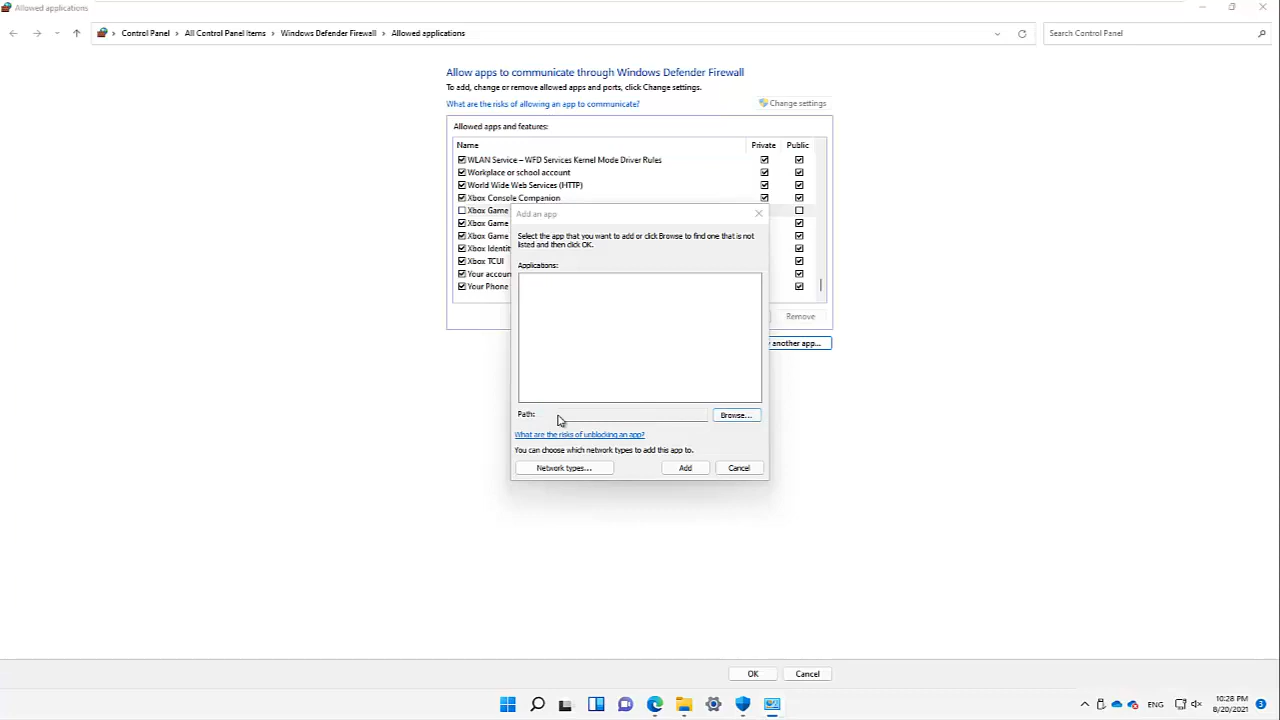 Allowed applications
Control Panel > All Control Panel Items > Windows Defender Firewall > Allowed applications
Search Control Panel
Allow apps to communicate through Windows Defender Firewall
To add, change or remove allowed apps and ports, click Change settings.
What are the risks of allowing an app to communicate?
Change settings
Allowed apps and features:
Name Private Public
WLAN Service – WFD Services Kernel Mode Driver Rules
Workplace or school account
World Wide Web Services (HTTP)
Xbox Console Companion
Xbox Game
Xbox Game
Xbox Game
Xbox Identit
Xbox TCUI
Your accoun
Your Phone
Add an app
Select the app that you want to add or click Browse to find one that is not
listed and then click OK.
Applications:
Path:
Browse...
What are the risks of unblocking an app?
You can choose which network types to add this app to.
Network types...
Add
Cancel
Remove
another app...
OK
Cancel
ENG
10:28 PM
8/20/2021
3